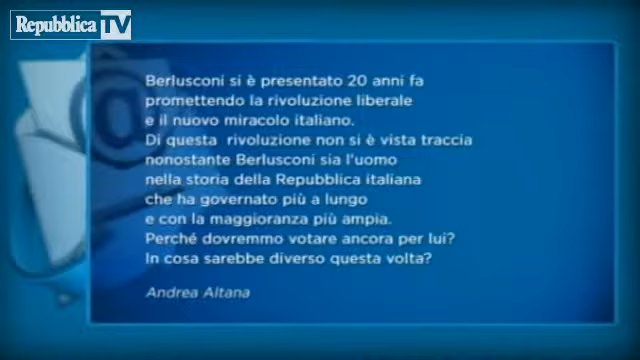 Repubblica TV
Berlusconi si è presentato 20 anni fa
promettendo la rivoluzione liberale
e il nuovo miracolo italiano.
Di questa rivoluzione non si è vista traccia
nonostante Berlusconi sia l'uomo
nella storia della Repubblica italiana
che ha governato più a lungo
e con la maggioranza più ampia.
Perché dovremmo votare ancora per lui?
In cosa sarebbe diverso questa volta?
Andrea Altana